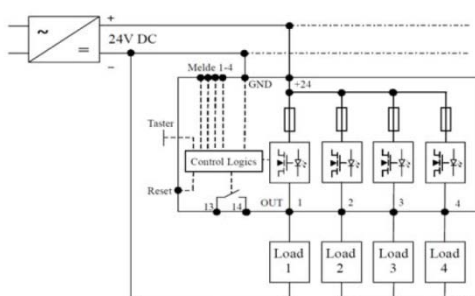 +
~
=
24V DC
−
Melde 1-4
GND
+24
Taster
Control Logics
Reset
13
14
OUT
1
2
3
4
Load
1
Load
2
Load
3
Load
4